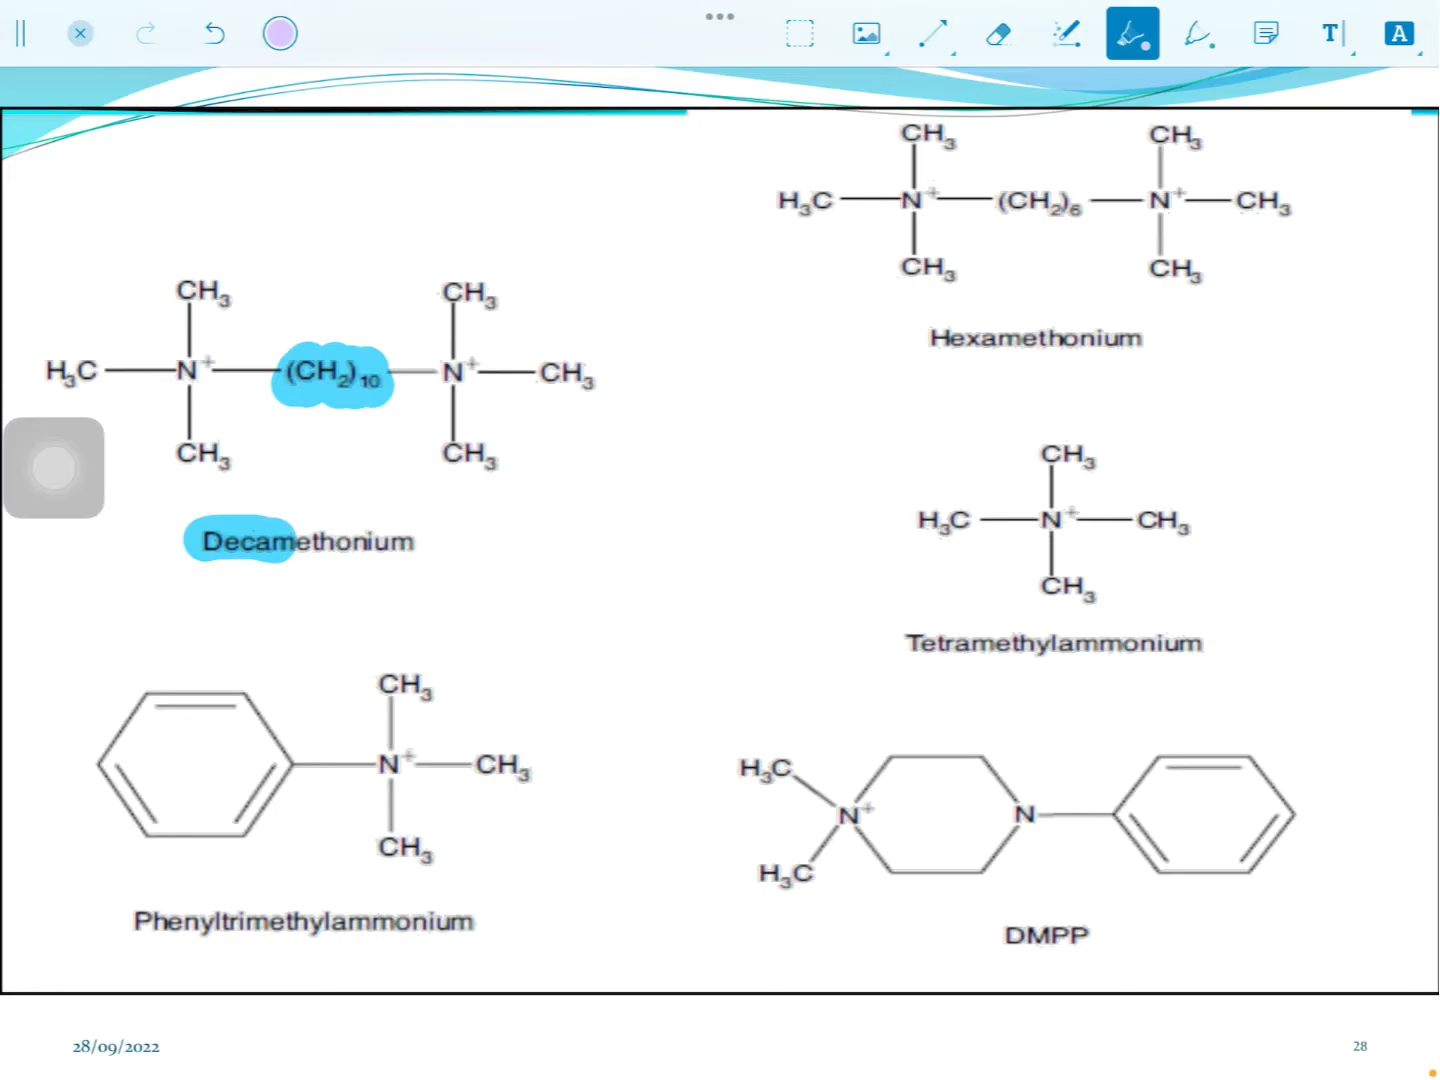 T
A
CH3 CH3
H3C N+ (CH2)6 N+ CH3
CH3 CH3
Hexamethonium
CH3 CH3
H3C N+ (CH2)10 N+ CH3
CH3 CH3
Decamethonium
CH3
H3C N+ CH3
CH3
Tetramethylammonium
CH3
N+ CH3
CH3
Phenyltrimethylammonium
H3C
N+ N
H3C
DMPP
28/09/2022
28